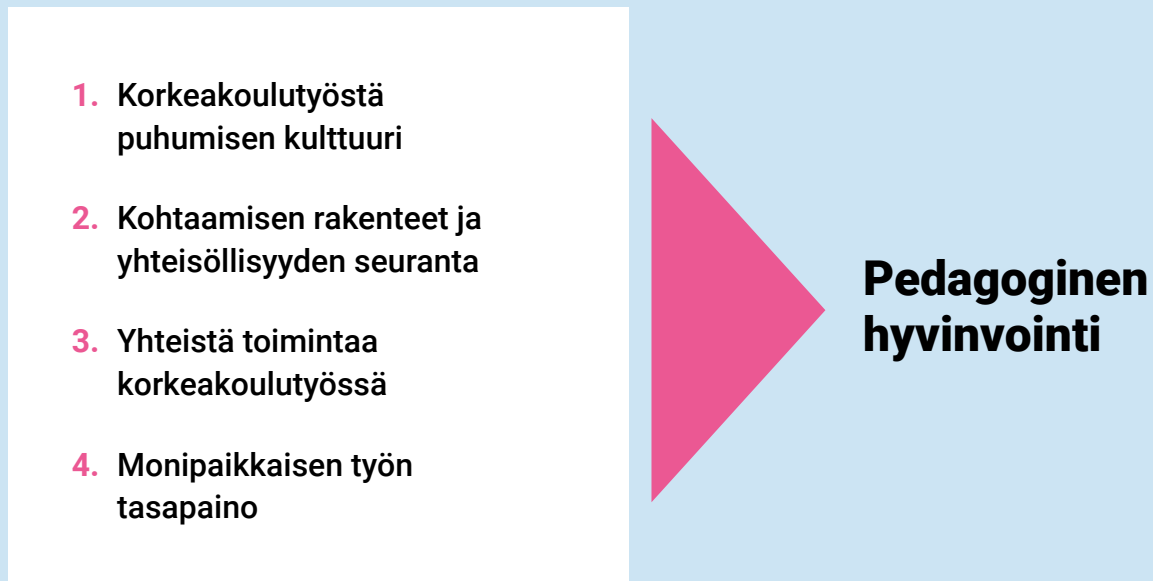 1. Korkeakoulutyöstä
puhumisen kulttuuri
2. Kohtaamisen rakenteet ja
yhteisöllisyyden seuranta
3. Yhteistä toimintaa
korkeakoulutyössä
4. Monipaikkaisen työn
tasapaino
Pedagoginen
hyvinvointi